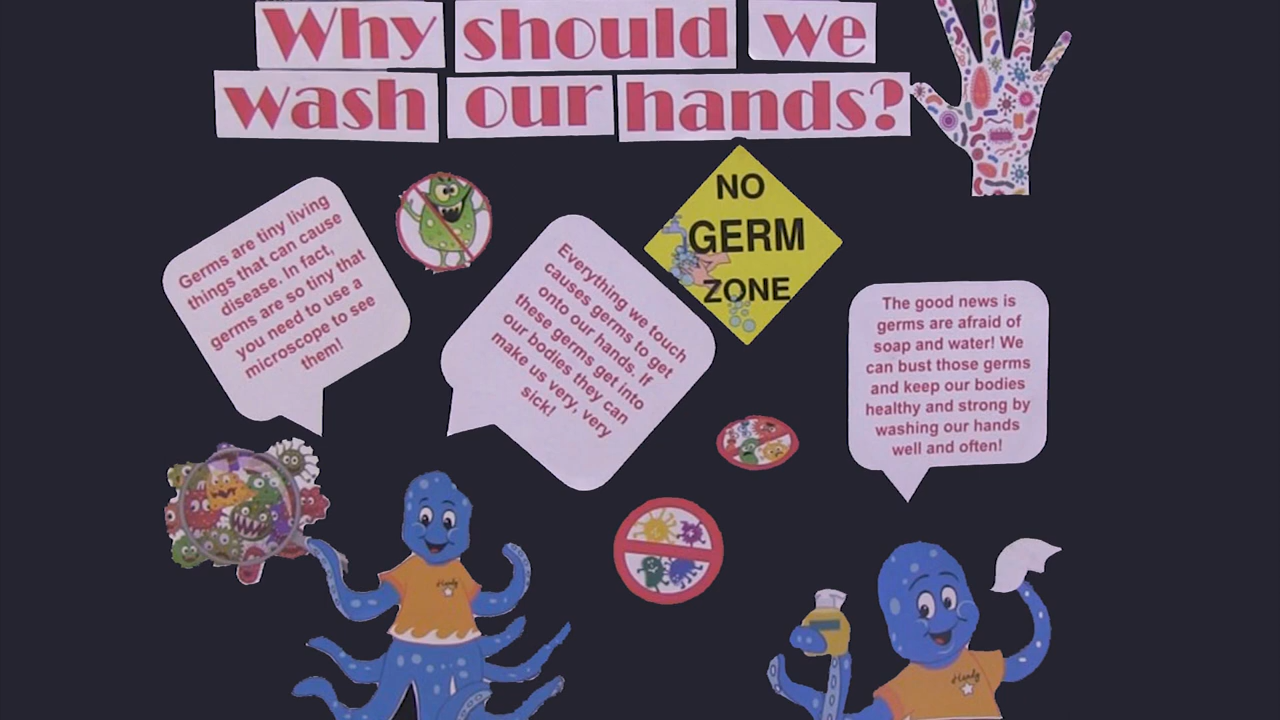 Why should we
wash our hands?
NO
GERM
ZONE
Germs are tiny living
things that can cause
disease. In fact,
germs are so tiny that
you need to use a
microscope to see
them!
Everything we touch
causes germs to get
onto our hands. If
these germs get into
our bodies they can
make us very, very
sick!
The good news is
germs are afraid of
soap and water! We
can bust those germs
and keep our bodies
healthy and strong by
washing our hands
well and often!
Handy
Handy